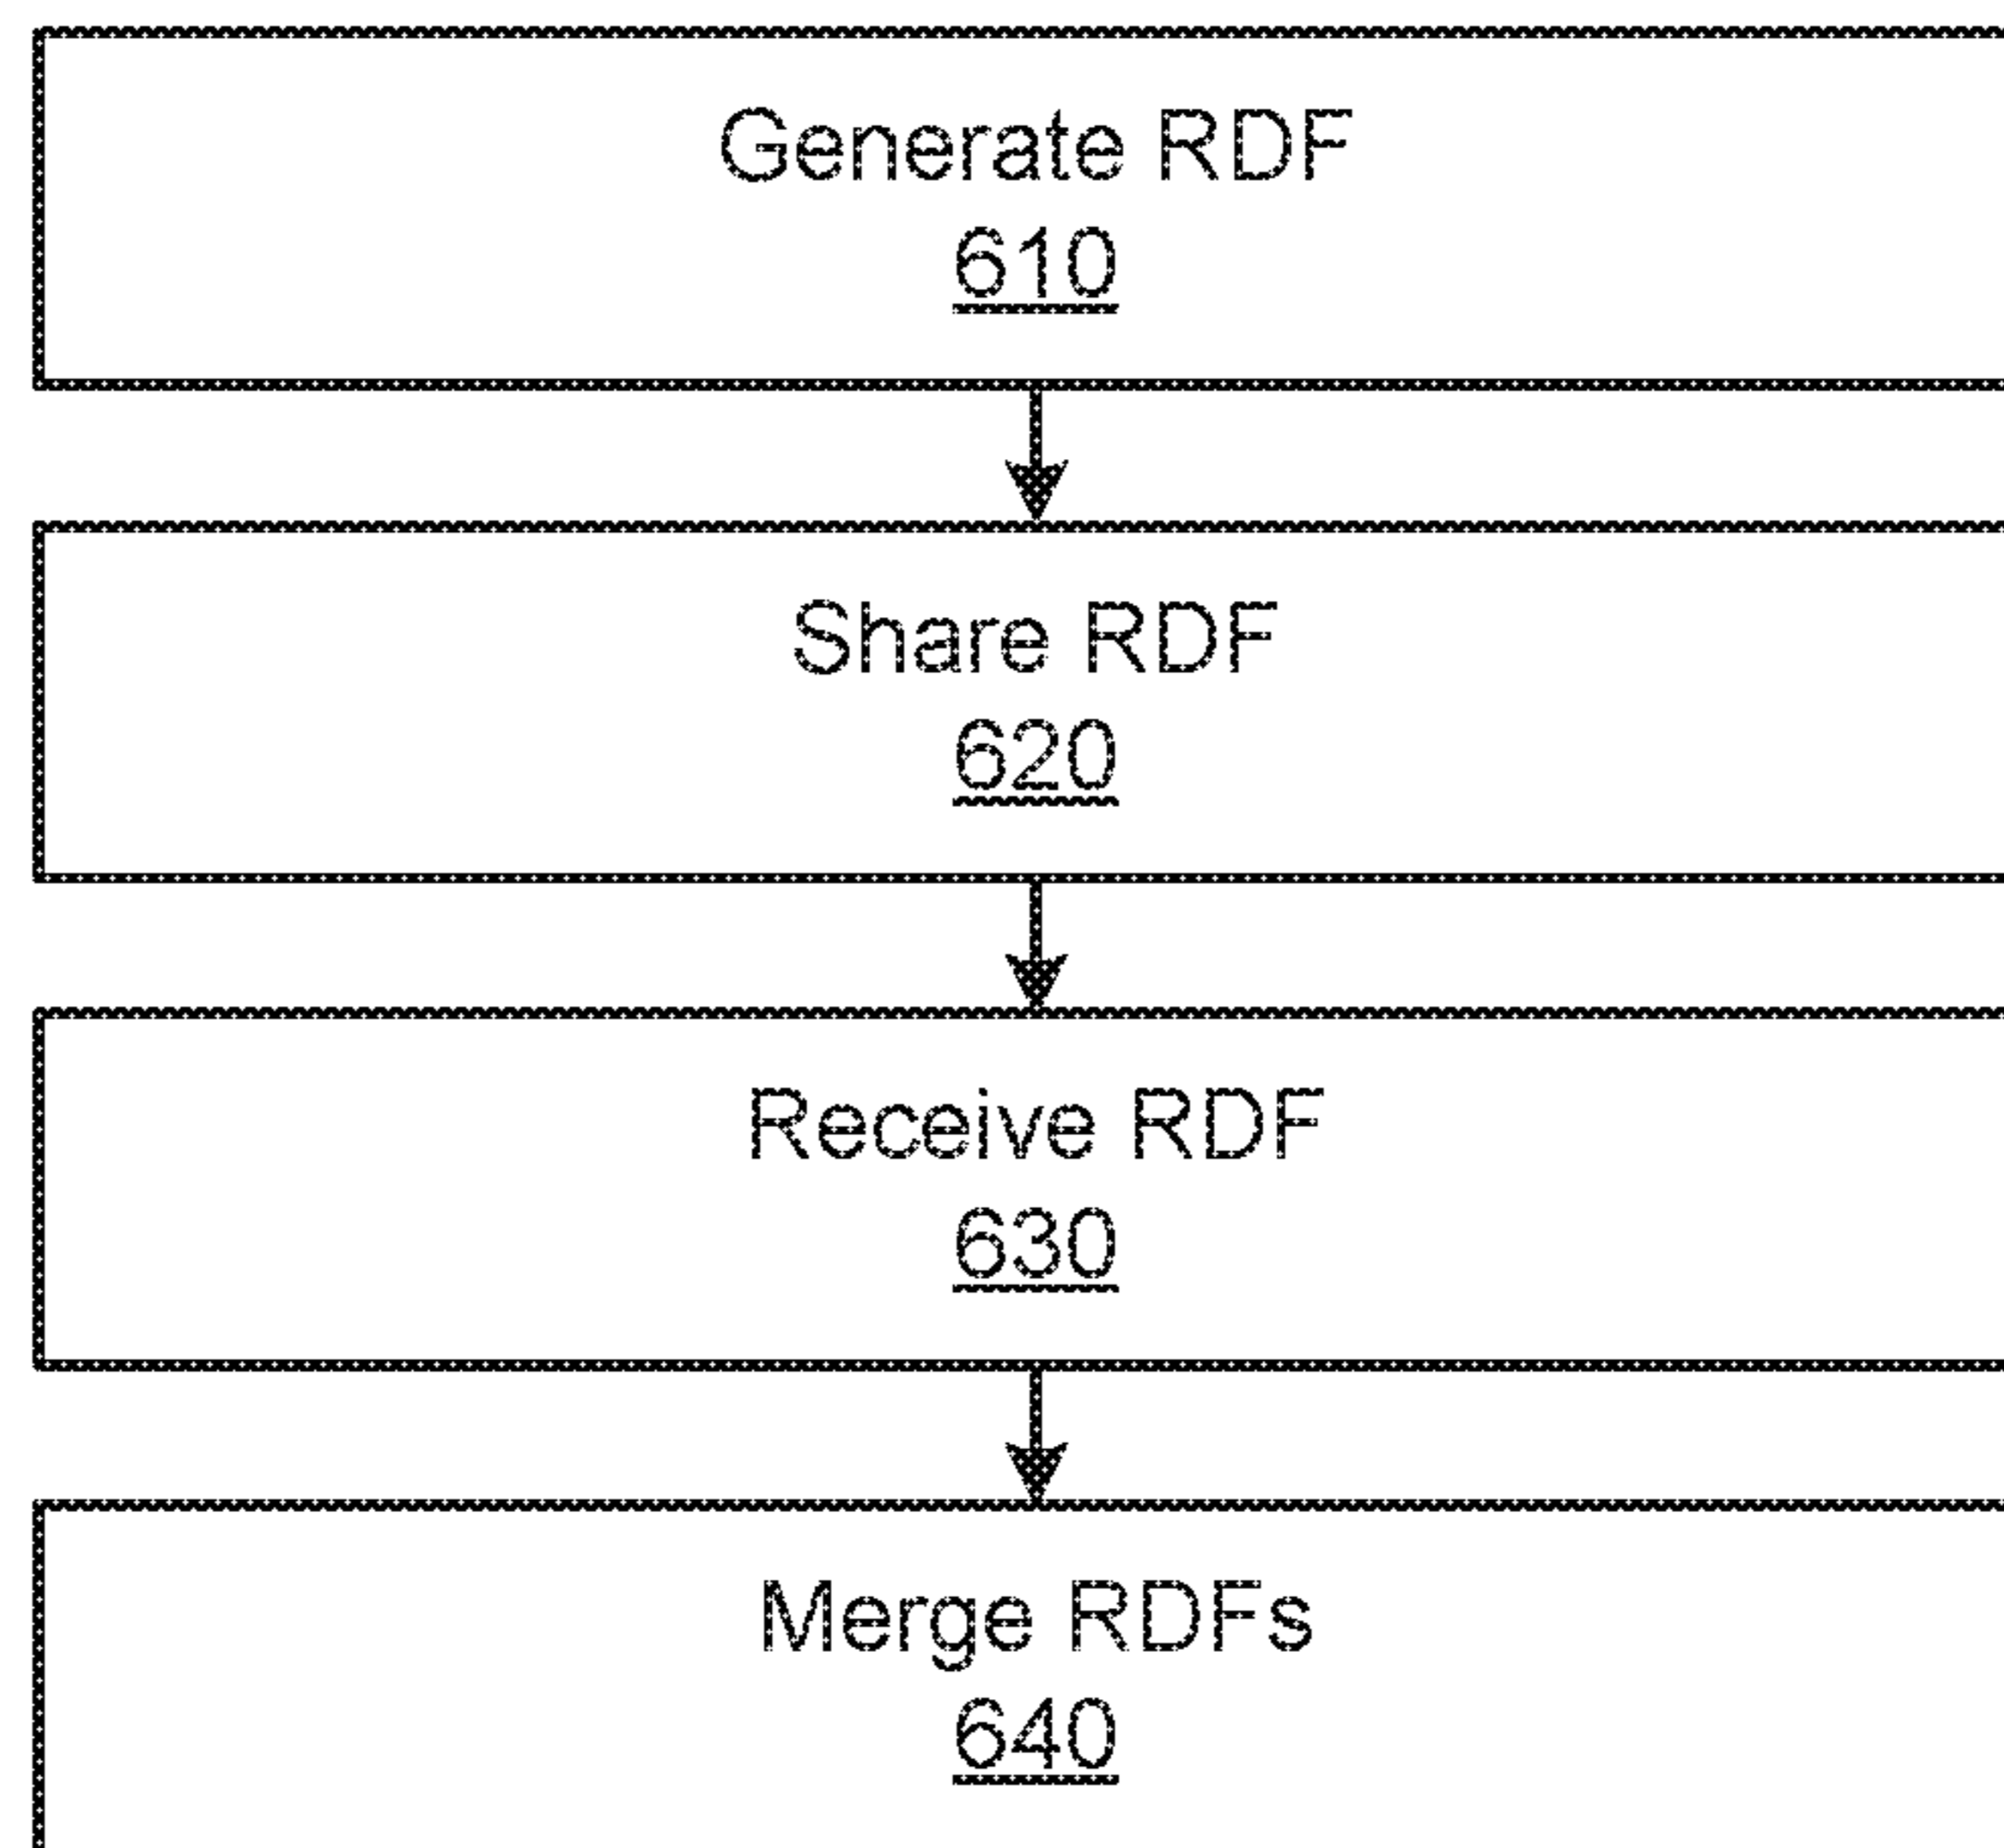 Generate RDF
610
Share RDF
620
Receive RDF
630
Merge RDFs
640